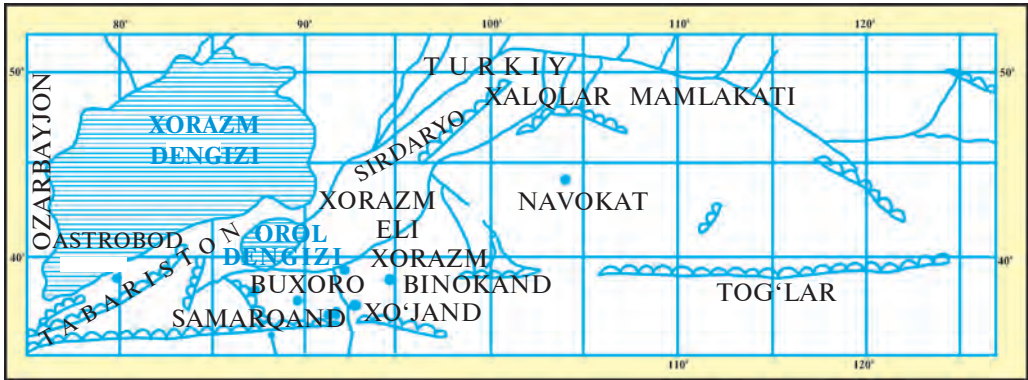 80° 90° 100° 110° 120°
50° 50°
TURKIY
XALQLAR MAMLAKATI
OZARBAYJON
XORAZM
DENGIZI
SIRDARYO
XORAZM
ELI
NAVOKAT
ASTROBOD
TABARISTON
OROL
DENGIZI
40° 40°
XORAZM
BUXORO
BINOKAND
TOG‘LAR
SAMARQAND
XO‘JAND
110° 120°